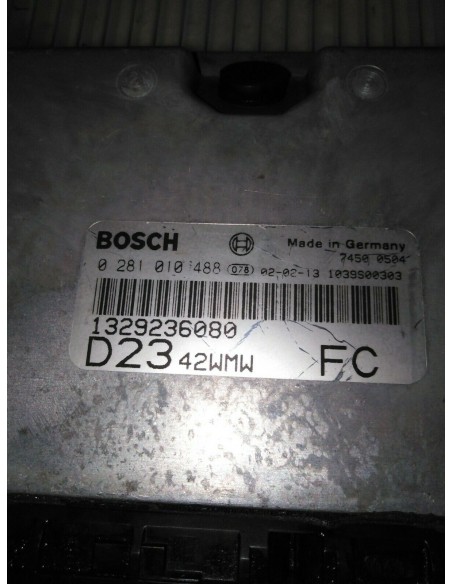 BOSCH Made in Germany
7450 0504
0 281 010 488 078 02-02-13 1039S00303
1329236080
D23 42WMW FC